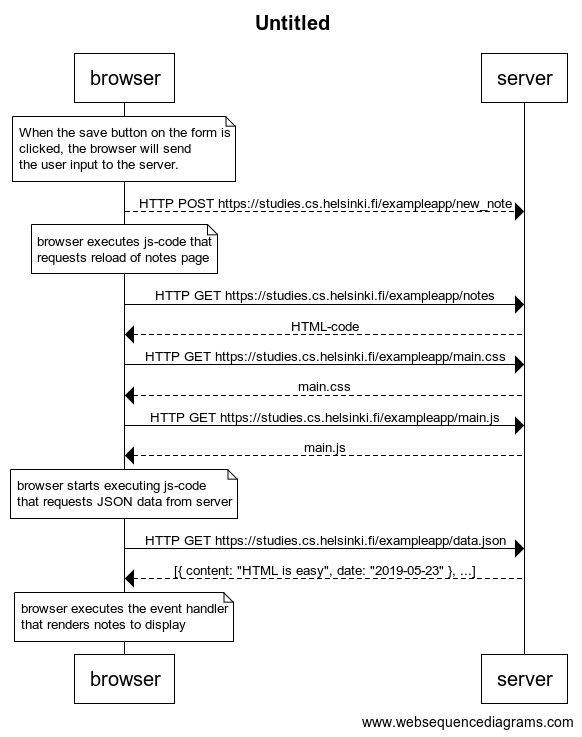 Untitled
browser
server
When the save button on the form is
clicked, the browser will send
the user input to the server.
HTTP POST https://studies.cs.helsinki.fi/exampleapp/new_note
browser executes js-code that
requests reload of notes page
HTTP GET https://studies.cs.helsinki.fi/exampleapp/notes
HTML-code
HTTP GET https://studies.cs.helsinki.fi/exampleapp/main.css
main.css
HTTP GET https://studies.cs.helsinki.fi/exampleapp/main.js
main.js
browser starts executing js-code
that requests JSON data from server
HTTP GET https://studies.cs.helsinki.fi/exampleapp/data.json
[{ content: "HTML is easy", date: "2019-05-23" }, ...]
browser executes the event handler
that renders notes to display
browser
server
www.websequencediagrams.com